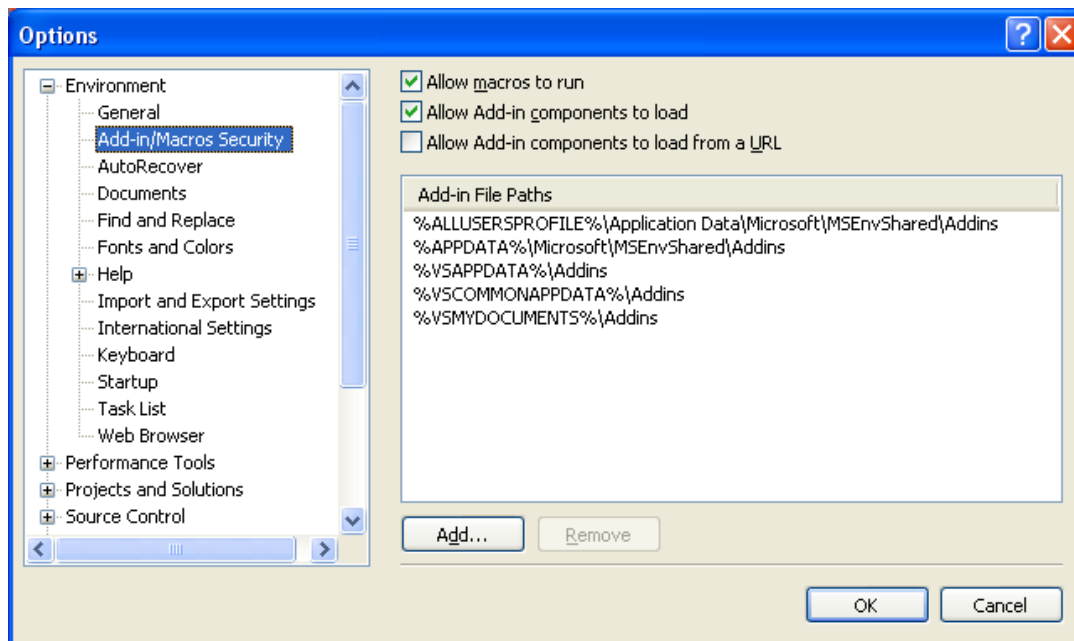 Options
Environment
General
Add-in/Macros Security
AutoRecover
Documents
Find and Replace
Fonts and Colors
Help
Import and Export Settings
International Settings
Keyboard
Startup
Task List
Web Browser
Performance Tools
Projects and Solutions
Source Control
Allow macros to run
Allow Add-in components to load
Allow Add-in components to load from a URL
Add-in File Paths
%ALLUSERSPROFILE%\Application Data\Microsoft\MSEnvShared\Addins
%APPDATA%\Microsoft\MSEnvShared\Addins
%VSAPPDATA%\Addins
%VSCOMMONAPPDATA%\Addins
%VSMYDOCUMENTS%\Addins
Add...
Remove
OK
Cancel